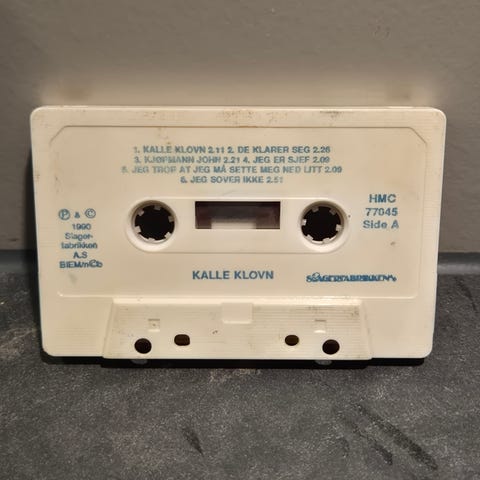 1. KALLE KLOVN 2.11 2. DE KLARER SEG 2.26
3. KJØPMANN JOHN 2.21 4. JEG ER SJEF 2.09
5. JEG TROR AT JEG MÅ SETTE MEG NED LITT 2.09
6. JEG SOVER IKKE 2.51
Ⓟ & ©
1990
Slager-
fabrikken
A.S
BIEM/nCb
HMC
77045
Side A
KALLE KLOVN
SLAGERFABRIKKEN